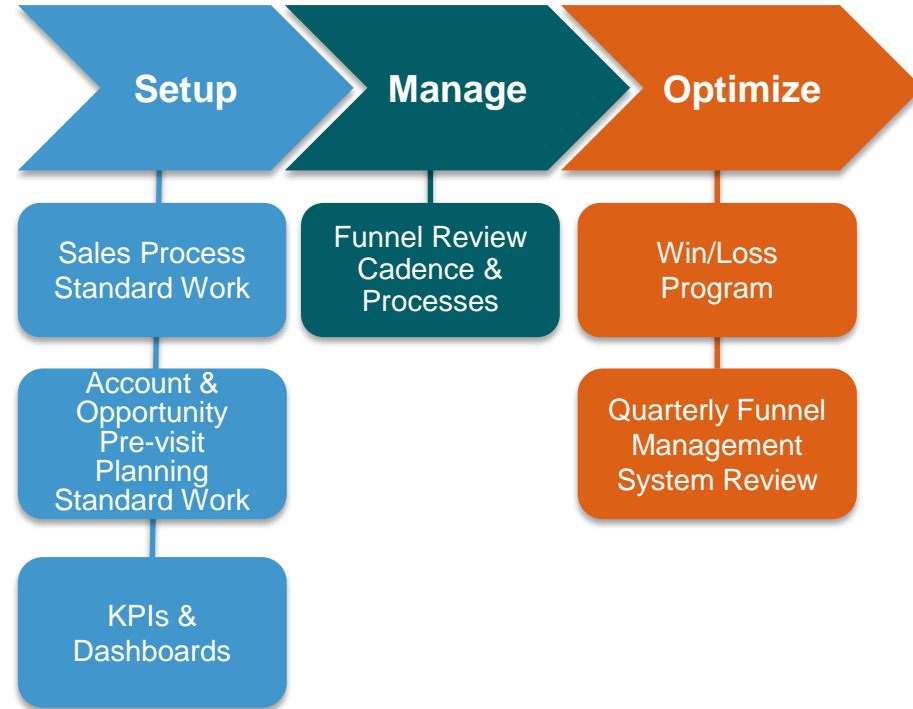 Setup
Manage
Optimize
Sales Process
Standard Work
Account &
Opportunity
Pre-visit
Planning
Standard Work
KPIs &
Dashboards
Funnel Review
Cadence &
Processes
Win/Loss
Program
Quarterly Funnel
Management
System Review